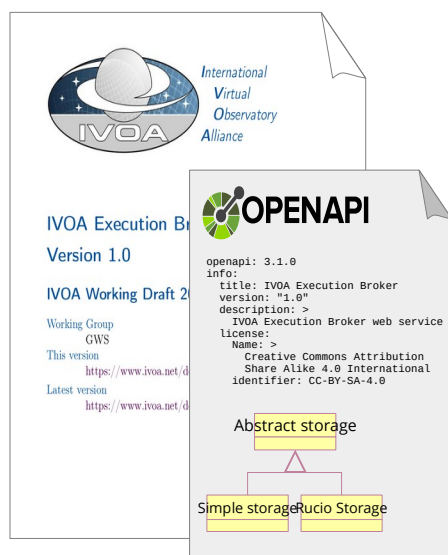 International
Virtual
Observatory
Alliance
IVOA
IVOA Execution Br
Version 1.0
IVOA Working Draft 20
Working Group
GWS
This version
https://www.ivoa.net/d
Latest version
https://www.ivoa.net/d
OPENAPI
openapi: 3.1.0
info:
title: IVOA Execution Broker
version: "1.0"
description: >
IVOA Execution Broker web service
license:
Name: >
Creative Commons Attribution
Share Alike 4.0 International
identifier: CC-BY-SA-4.0
Abstract storage
Simple storage
Rucio Storage